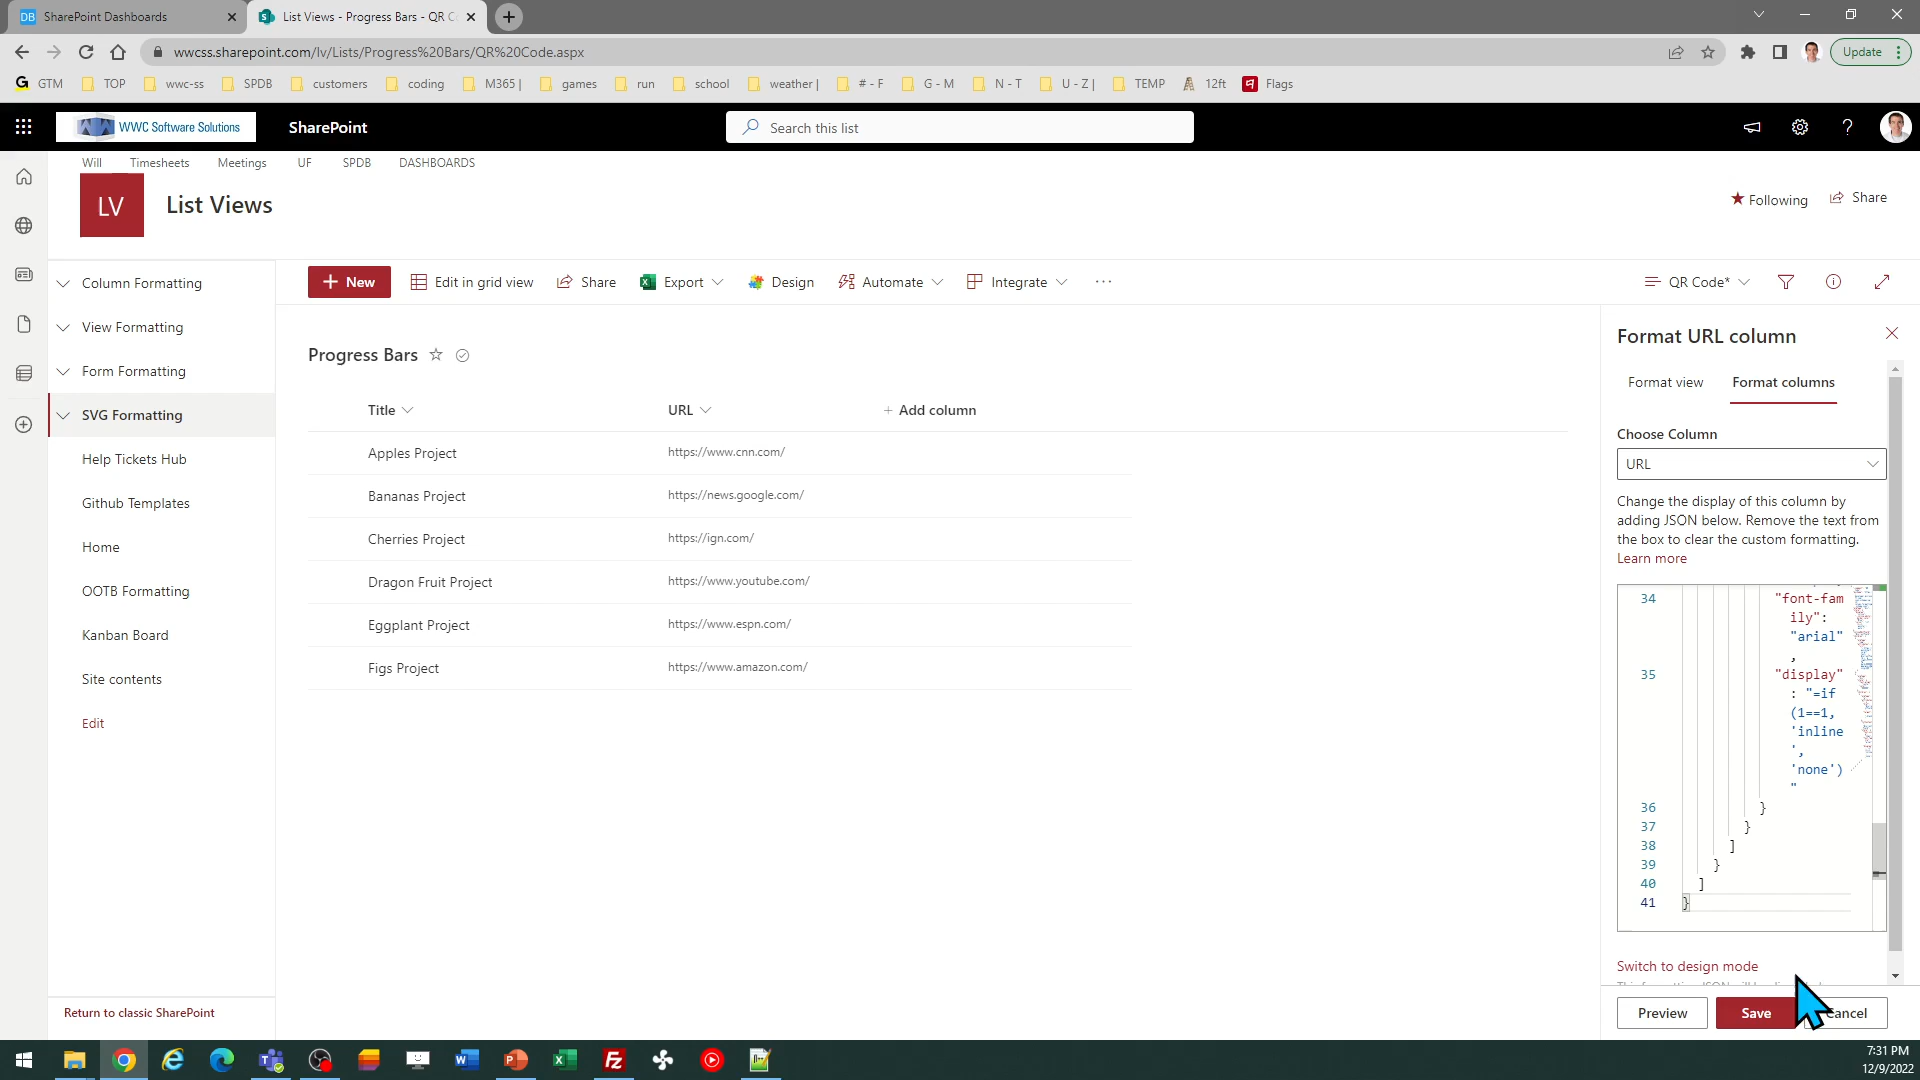 SharePoint Dashboards
List Views - Progress Bars - QR C
wwcss.sharepoint.com/lv/Lists/Progress%20Bars/QR%20Code.aspx
Update
GTM TOP wwc-ss SPDB customers coding M365 | games run school weather | # - F G - M N - T U - Z | TEMP 12ft Flags
WWC Software Solutions
SharePoint
Search this list
Will Timesheets Meetings UF SPDB DASHBOARDS
LV
List Views
Following
Share
Column Formatting
View Formatting
Form Formatting
SVG Formatting
Help Tickets Hub
Github Templates
Home
OOTB Formatting
Kanban Board
Site contents
Edit
Return to classic SharePoint
New
Edit in grid view
Share
Export
Design
Automate
Integrate
QR Code*
Progress Bars
Title URL + Add column
Apples Project https://www.cnn.com/
Bananas Project https://news.google.com/
Cherries Project https://ign.com/
Dragon Fruit Project https://www.youtube.com/
Eggplant Project https://www.espn.com/
Figs Project https://www.amazon.com/
Format URL column
Format view Format columns
Choose Column
URL
Change the display of this column by
adding JSON below. Remove the text from
the box to clear the custom formatting.
Learn more
34 "font-fam
ily":
"arial"
,
35 "display"
: "=if
(1==1,
'inline
',
'none')
"
36 }
37 }
38 ]
39 }
40 ]
41 }
Switch to design mode
Preview Save Cancel
7:31 PM
12/9/2022